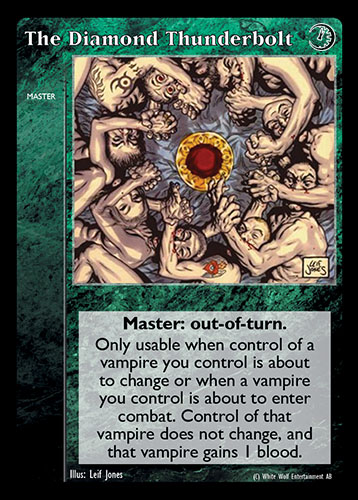 The Diamond Thunderbolt
MASTER
LEIF
JONES
Master: out-of-turn.
Only usable when control of a
vampire you control is about
to change or when a vampire
you control is about to enter
combat. Control of that
vampire does not change, and
that vampire gains 1 blood.
Illus: Leif Jones
(C) White Wolf Entertainment AB